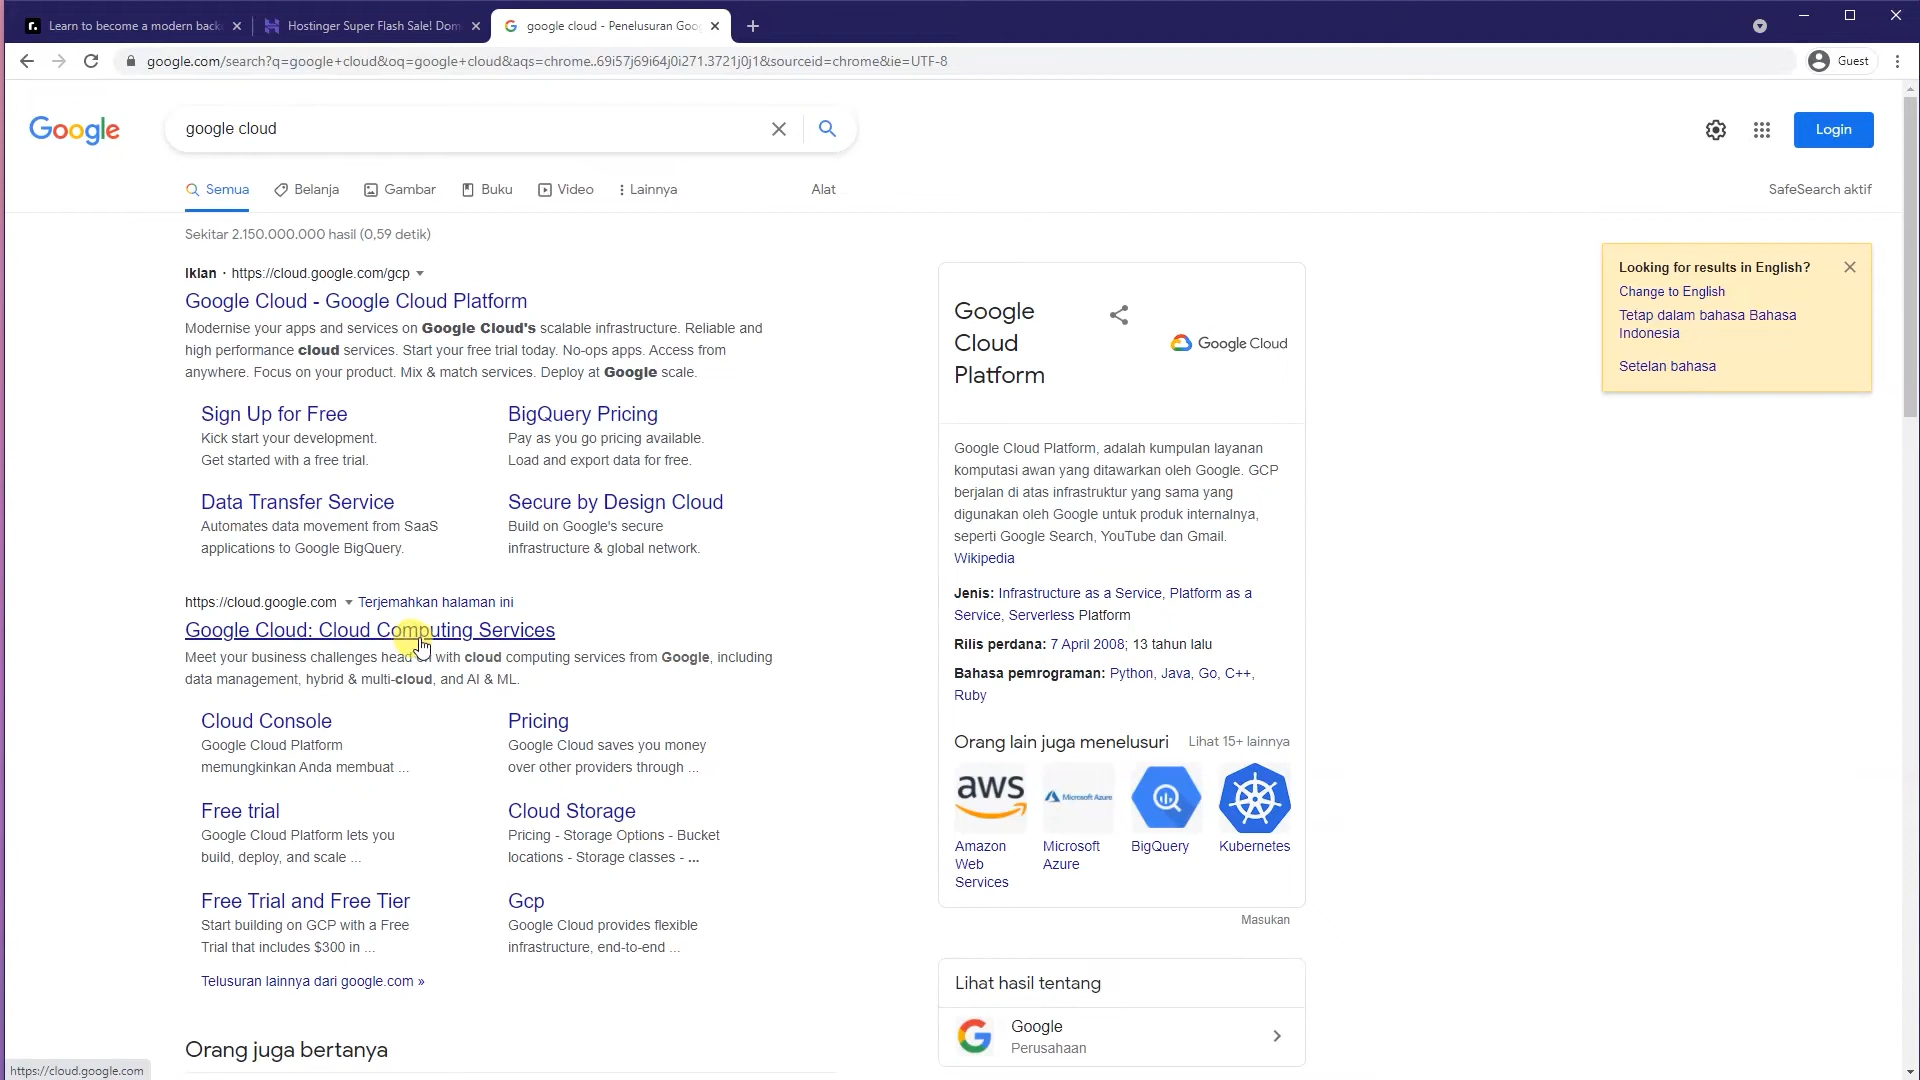 Learn to become a modern back
Hostinger Super Flash Sale! Dom
google cloud - Penelusuran Goo
google.com/search?q=google+cloud&oq=google+cloud&aqs=chrome..69i57j69i64j0i271.3721j0j1&sourceid=chrome&ie=UTF-8
Guest
Google
google cloud
Login
Semua
Belanja
Gambar
Buku
Video
Lainnya
Alat
SafeSearch aktif
Sekitar 2.150.000.000 hasil (0,59 detik)
Iklan · https://cloud.google.com/gcp
Google Cloud - Google Cloud Platform
Modernise your apps and services on Google Cloud's scalable infrastructure. Reliable and
high performance cloud services. Start your free trial today. No-ops apps. Access from
anywhere. Focus on your product. Mix & match services. Deploy at Google scale.
Sign Up for Free
Kick start your development.
Get started with a free trial.
BigQuery Pricing
Pay as you go pricing available.
Load and export data for free.
Data Transfer Service
Automates data movement from SaaS
applications to Google BigQuery.
Secure by Design Cloud
Build on Google's secure
infrastructure & global network.
https://cloud.google.com
Terjemahkan halaman ini
Google Cloud: Cloud Computing Services
Meet your business challenges head on with cloud computing services from Google, including
data management, hybrid & multi-cloud, and AI & ML.
Cloud Console
Google Cloud Platform
memungkinkan Anda membuat ...
Pricing
Google Cloud saves you money
over other providers through ...
Free trial
Google Cloud Platform lets you
build, deploy, and scale ...
Cloud Storage
Pricing - Storage Options - Bucket
locations - Storage classes - ...
Free Trial and Free Tier
Start building on GCP with a Free
Trial that includes $300 in ...
Gcp
Google Cloud provides flexible
infrastructure, end-to-end ...
Telusuran lainnya dari google.com »
Orang juga bertanya
https://cloud.google.com
Google
Cloud
Platform
Google Cloud
Google Cloud Platform, adalah kumpulan layanan
komputasi awan yang ditawarkan oleh Google. GCP
berjalan di atas infrastruktur yang sama yang
digunakan oleh Google untuk produk internalnya,
seperti Google Search, YouTube dan Gmail.
Wikipedia
Jenis: Infrastructure as a Service, Platform as a
Service, Serverless Platform
Rilis perdana: 7 April 2008; 13 tahun lalu
Bahasa pemrograman: Python, Java, Go, C++,
Ruby
Orang lain juga menelusuri
Lihat 15+ lainnya
aws
Microsoft Azure
Amazon
Web
Services
Microsoft
Azure
BigQuery
Kubernetes
Masukan
Lihat hasil tentang
Google
Perusahaan
Looking for results in English?
Change to English
Tetap dalam bahasa Bahasa
Indonesia
Setelan bahasa